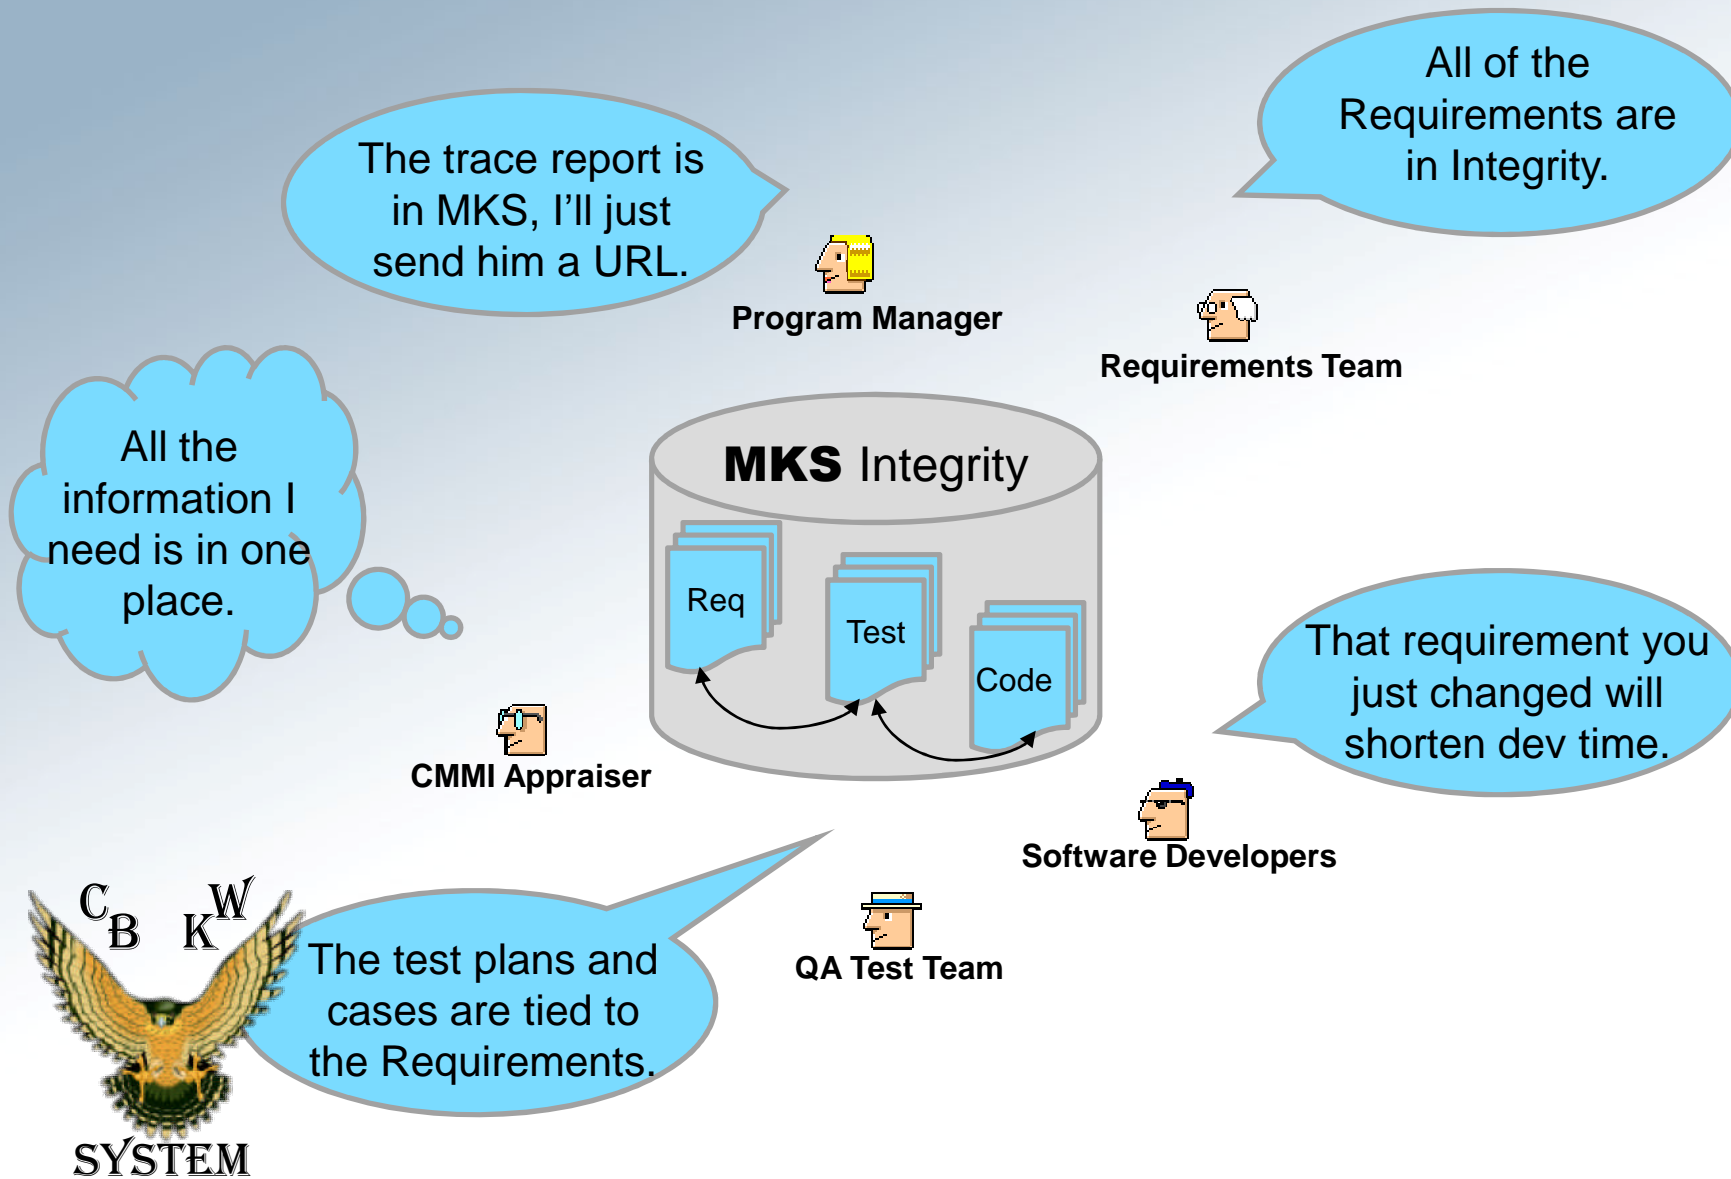 All of the
Requirements are
in Integrity.
The trace report is
in MKS, I'll just
send him a URL.
Program Manager
Requirements Team
All the
information I
need is in one
place.
MKS Integrity
Req
Test
Code
That requirement you
just changed will
shorten dev time.
CMMI Appraiser
Software Developers
QA Test Team
The test plans and
cases are tied to
the Requirements.
CB KW
SYSTEM